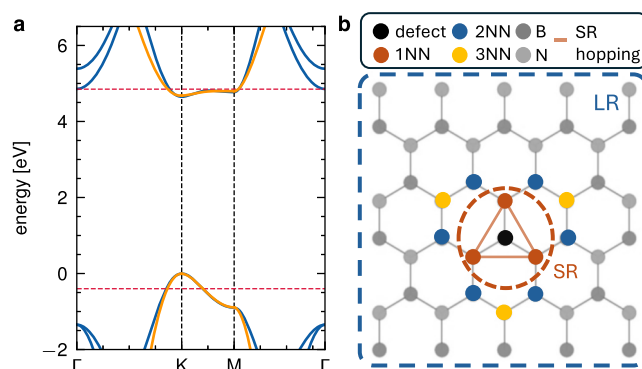 a
energy [eV]
6
4
2
0
−2
Γ
K
M
Γ
b
defect
2NN
B
SR
1NN
3NN
N
hopping
LR
SR